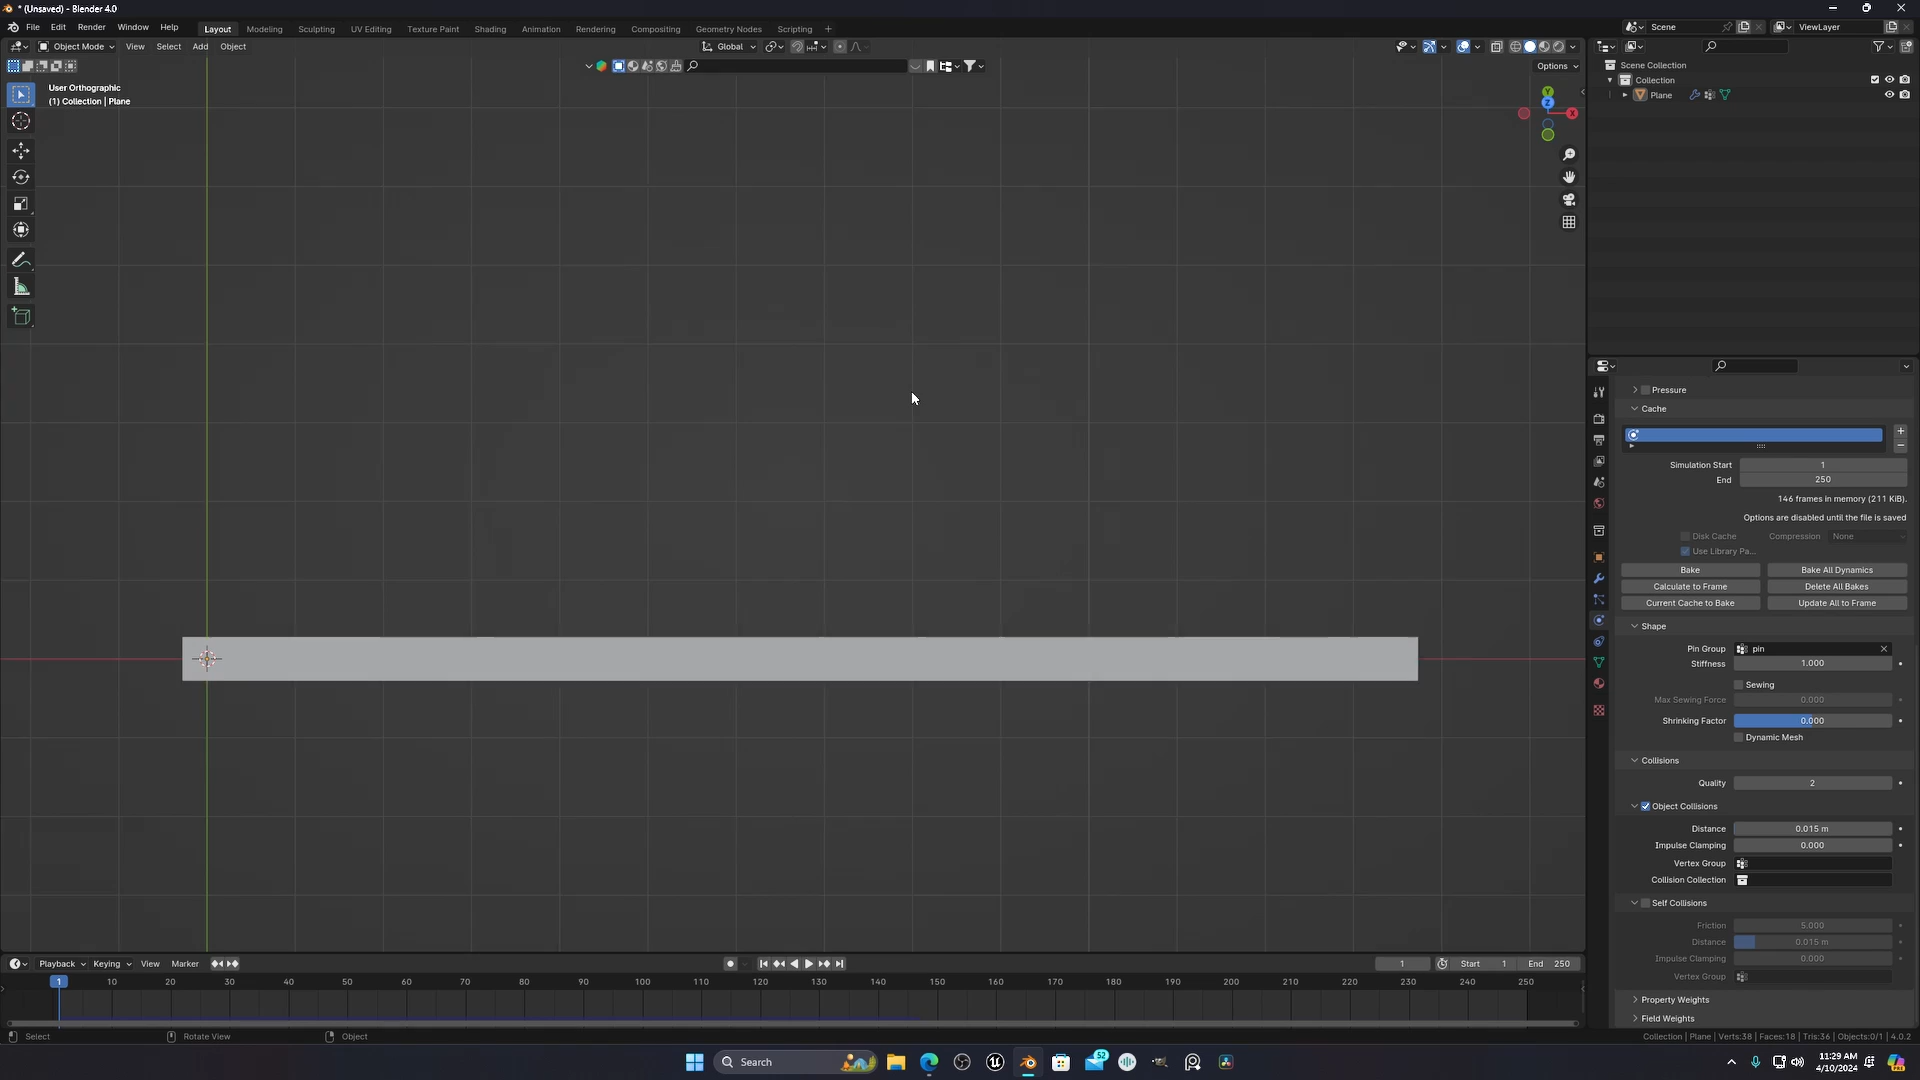 * (Unsaved) - Blender 4.0
File Edit Render Window Help Layout Modeling Sculpting UV Editing Texture Paint Shading Animation Rendering Compositing Geometry Nodes Scripting + Scene ViewLayer
Object Mode View Select Add Object Global
Options
User Orthographic
(1) Collection | Plane
Y
Z
X
Scene Collection
Collection
Plane
Pressure
Cache
Simulation Start 1
End 250
146 frames in memory (211 KiB).
Options are disabled until the file is saved
Disk Cache Compression None
Use Library Pa...
Bake Bake All Dynamics
Calculate to Frame Delete All Bakes
Current Cache to Bake Update All to Frame
Shape
Pin Group pin
Stiffness 1.000
Sewing
Max Sewing Force 0.000
Shrinking Factor 0.000
Dynamic Mesh
Collisions
Quality 2
Object Collisions
Distance 0.015 m
Impulse Clamping 0.000
Vertex Group
Collision Collection
Self Collisions
Friction 5.000
Distance 0.015 m
Impulse Clamping 0.000
Vertex Group
Property Weights
Field Weights
Playback Keying View Marker 1 Start 1 End 250
1 10 20 30 40 50 60 70 80 90 100 110 120 130 140 150 160 170 180 190 200 210 220 230 240 250
Select Rotate View Object Collection | Plane | Verts:38 | Faces:18 | Tris:36 | Objects:0/1 | 4.0.2
Search 52 11:29 AM
4/10/2024